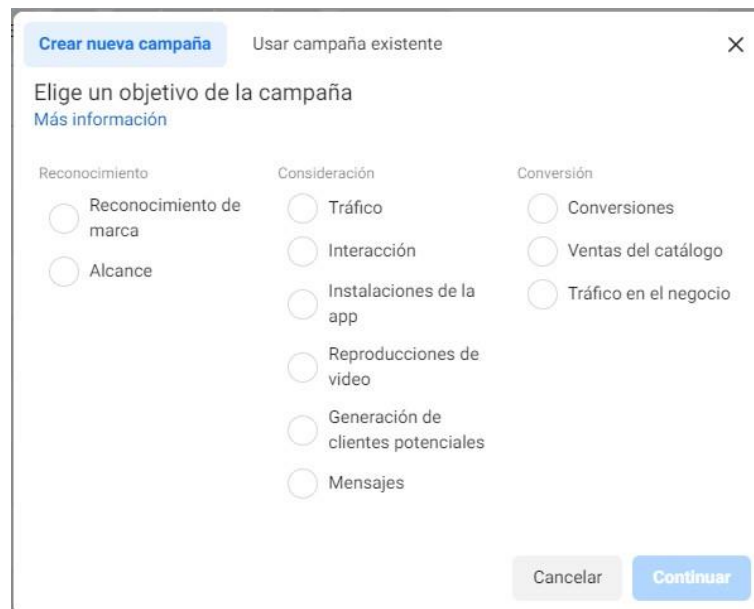 Crear nueva campaña
Usar campaña existente
Elige un objetivo de la campaña
Más información
Reconocimiento
Reconocimiento de
marca
Alcance
Consideración
Tráfico
Interacción
Instalaciones de la
app
Reproducciones de
video
Generación de
clientes potenciales
Mensajes
Conversión
Conversiones
Ventas del catálogo
Tráfico en el negocio
Cancelar
Continuar